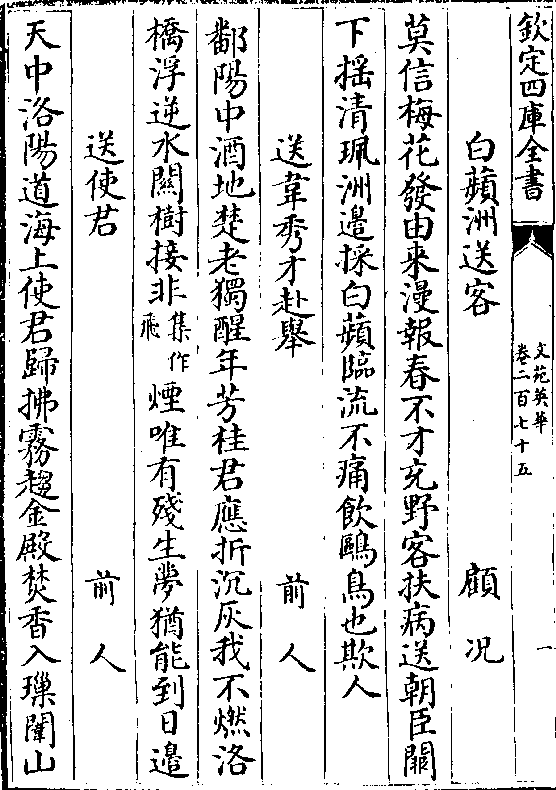 欽定四庫全書
文苑英華
卷二百七十五
一
白蘋洲送客 顧況
莫信梅花發由來漫報春不才充野客扶病送朝臣關
下揺清珮洲邊採白蘋臨流不痛飲鷗鳥也欺人
送韋秀才赴舉 前人
鄱陽中酒地楚老獨醒年芳桂君應折沉灰我不燃洛
橋浮逆水關樹接非集作飛煙唯有殘生夢猶能到日邊
送使君 前人
天中洛陽道海上使君歸拂霧趨金殿焚香入璅闈山